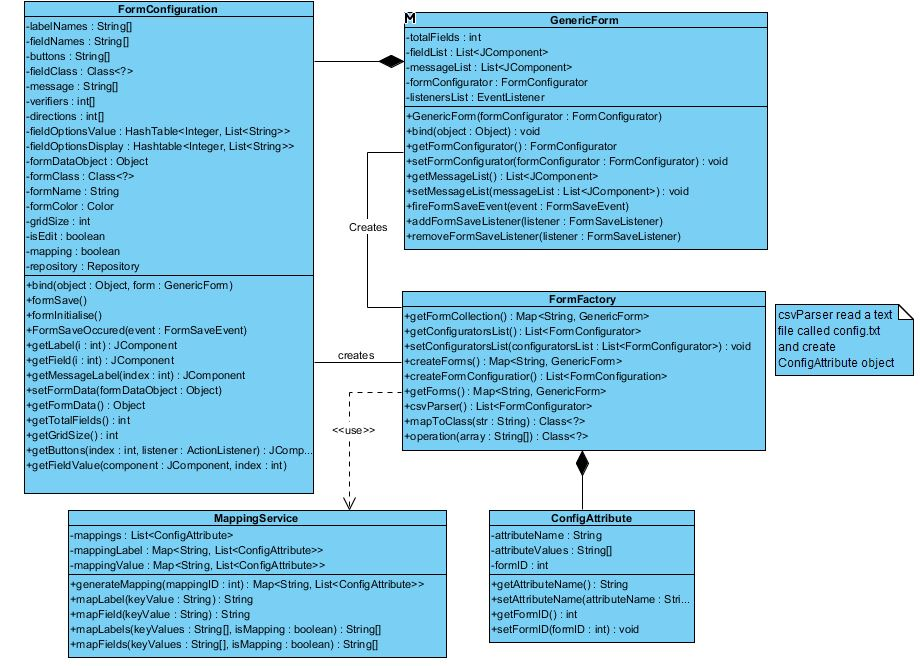 FormConfiguration
-labelNames : String[]
-fieldNames : String[]
-buttons : String[]
-fieldClass : Class<?>
-message : String[]
-verifiers : int[]
-directions : int[]
-fieldOptionsValue : HashTable<Integer, List<String>>
-fieldOptionsDisplay : Hashtable<Integer, List<String>>
-formDataObject : Object
-formClass : Class<?>
-formName : String
-formColor : Color
-gridSize : int
-isEdit : boolean
-mapping : boolean
-repository : Repository
+bind(object : Object, form : GenericForm)
+formSave()
+formInitialise()
+FormSaveOccured(event : FormSaveEvent)
+getLabel(i : int) : JComponent
+getField(i : int) : JComponent
+getMessageLabel(index : int) : JComponent
+setFormData(formDataObject : Object)
+getFormData() : Object
+getTotalFields() : int
+getGridSize() : int
+getButtons(index : int, listener : ActionListener) : JComp...
+getFieldValue(component : JComponent, index : int)
M
GenericForm
-totalFields : int
-fieldList : List<JComponent>
-messageList : List<JComponent>
-formConfigurator : FormConfigurator
-listenersList : EventListener
+GenericForm(formConfigurator : FormConfigurator)
+bind(object : Object) : void
+getFormConfigurator() : FormConfigurator
+setFormConfigurator(formConfigurator : FormConfigurator) : void
+getMessageList() : List<JComponent>
+setMessageList(messageList : List<JComponent>) : void
+fireFormSaveEvent(event : FormSaveEvent)
+addFormSaveListener(listener : FormSaveListener)
+removeFormSaveListener(listener : FormSaveListener)
Creates
FormFactory
+getFormCollection() : Map<String, GenericForm>
+getConfiguratorsList() : List<FormConfigurator>
+setConfiguratorsList(configuratorsList : List<FormConfigurator>) : void
+createForms() : Map<String, GenericForm>
+createFormConfiguratior() : List<FormConfiguration>
+getForms() : Map<String, GenericForm>
+csvParser() : List<FormConfigurator>
+mapToClass(str : String) : Class<?>
+operation(array : String[]) : Class<?>
csvParser read a text
file called config.txt
and create
ConfigAttribute object
creates
<<use>>
MappingService
-mappings : List<ConfigAttribute>
-mappingLabel : Map<String, List<ConfigAttribute>>
-mappingValue : Map<String, List<ConfigAttribute>>
+generateMapping(mappingID : int) : Map<String, List<ConfigAttribute>>
+mapLabel(keyValue : String) : String
+mapField(keyValue : String) : String
+mapLabels(keyValues : String[], isMapping : boolean) : String[]
+mapFields(keyValues : String[], isMapping : boolean) : String[]
ConfigAttribute
-attributeName : String
-attributeValues : String[]
-formID : int
+getAttributeName() : String
+setAttributeName(attributeName : Stri...
+getFormID() : int
+setFormID(formID : int) : void